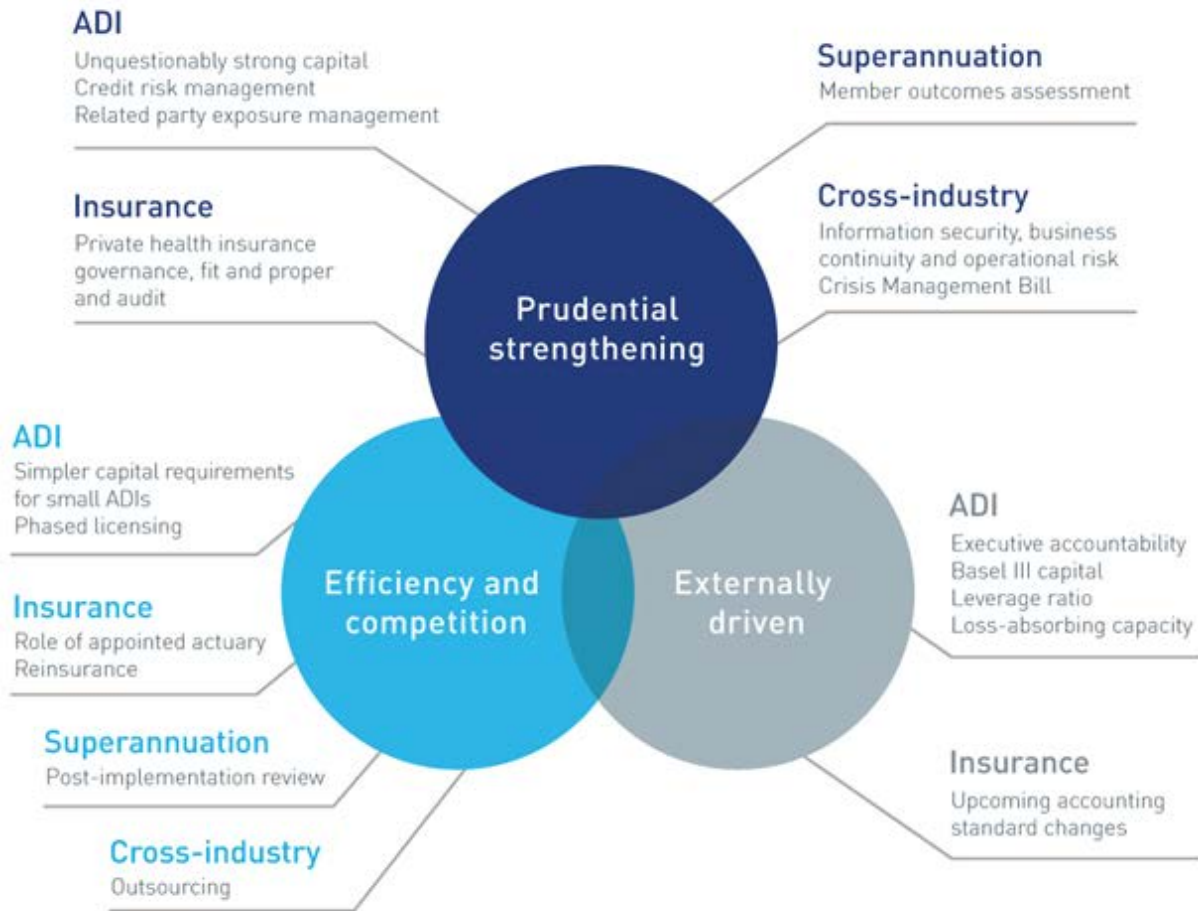 ADI
Unquestionably strong capital
Credit risk management
Related party exposure management
Insurance
Private health insurance
governance, fit and proper
and audit
Superannuation
Member outcomes assessment
Cross-industry
Information security, business
continuity and operational risk
Crisis Management Bill
Prudential
strengthening
ADI
Simpler capital requirements
for small ADIs
Phased licensing
Insurance
Role of appointed actuary
Reinsurance
Superannuation
Post-implementation review
Cross-industry
Outsourcing
Efficiency and
competition
Externally
driven
ADI
Executive accountability
Basel III capital
Leverage ratio
Loss-absorbing capacity
Insurance
Upcoming accounting
standard changes